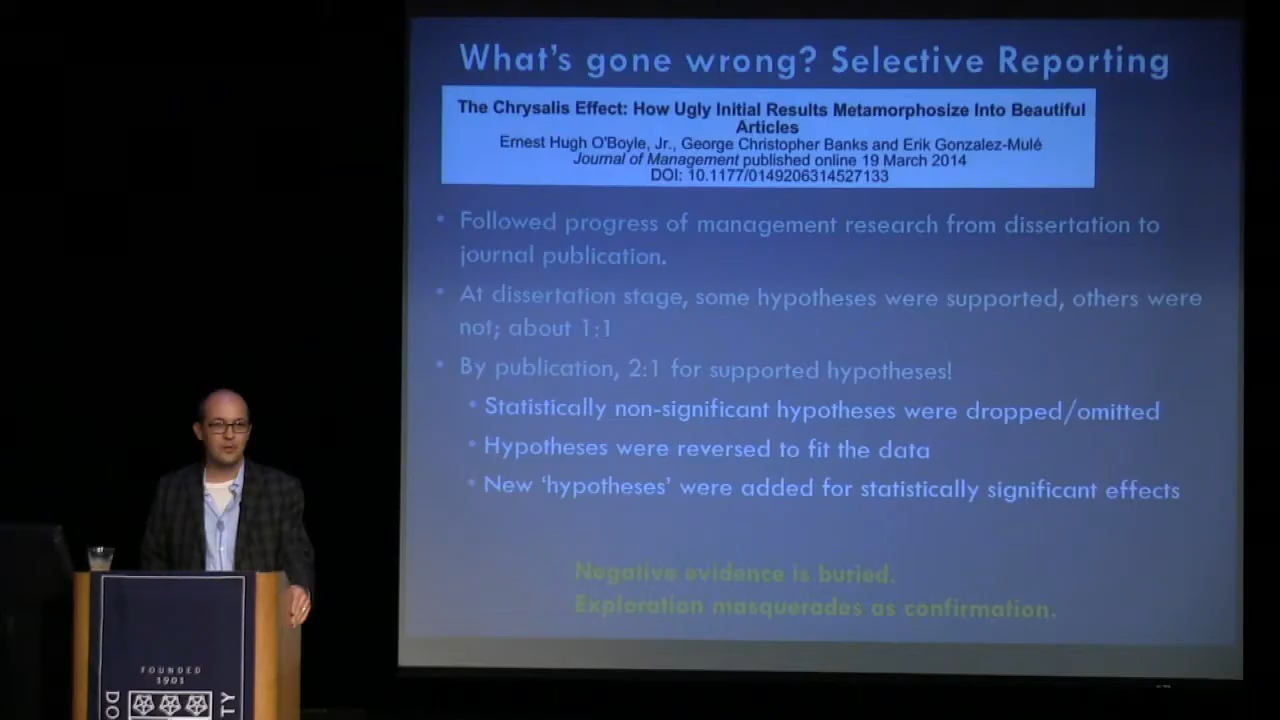 What's gone wrong? Selective Reporting
The Chrysalis Effect: How Ugly Initial Results Metamorphosize Into Beautiful
Articles
Ernest Hugh O'Boyle, Jr., George Christopher Banks and Erik Gonzalez-Mulé
Journal of Management published online 19 March 2014
DOI: 10.1177/0149206314527133
• Followed progress of management research from dissertation to
journal publication.
• At dissertation stage, some hypotheses were supported, others were
not; about 1:1
• By publication, 2:1 for supported hypotheses!
• Statistically non-significant hypotheses were dropped/omitted
• Hypotheses were reversed to fit the data
• New 'hypotheses' were added for statistically significant effects
Negative evidence is buried.
Exploration masquerades as confirmation.
FOUNDED
1901